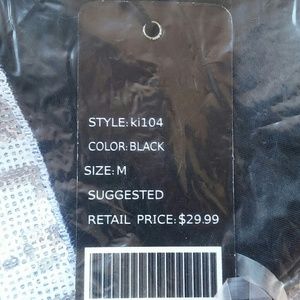 STYLE: ki104
COLOR: BLACK
SIZE: M
SUGGESTED
RETAIL PRICE: $29.99